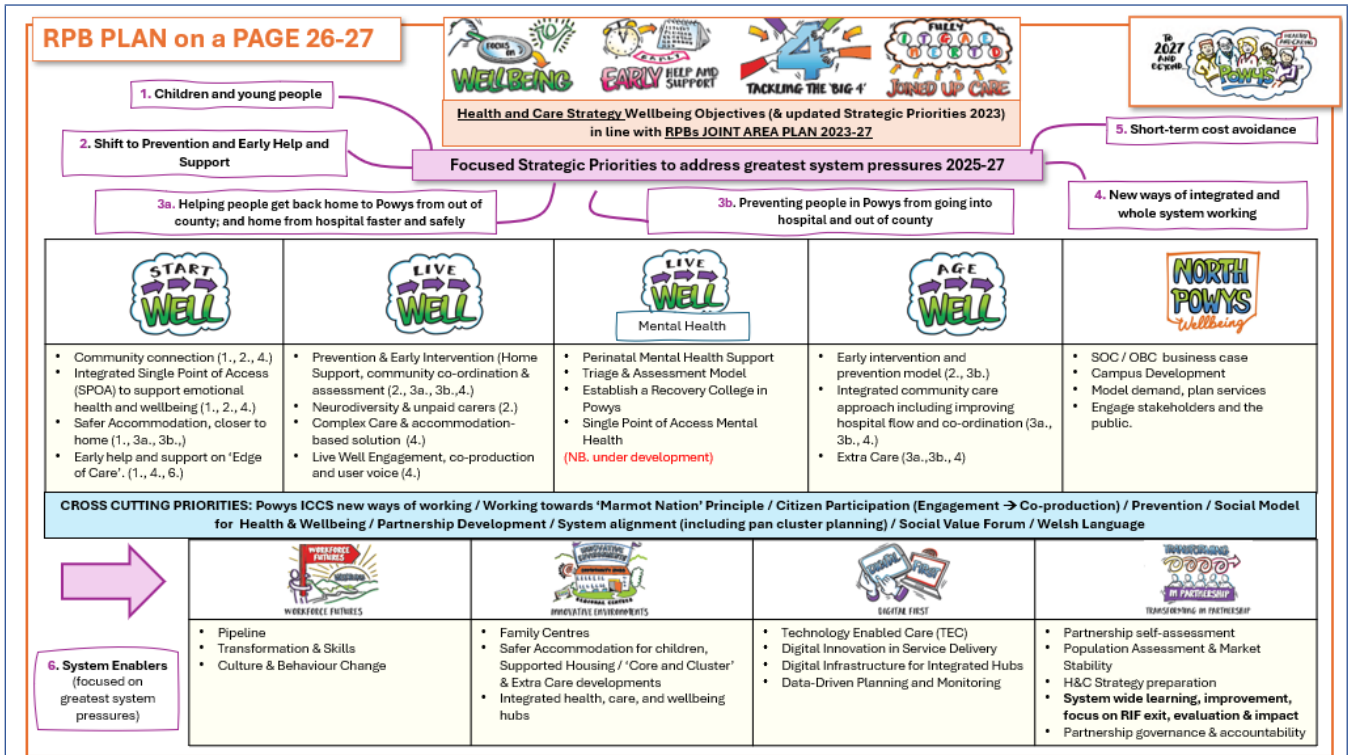 RPB PLAN on a PAGE 26-27
FOCUS ON
WELLBEING
EARLY HELP AND SUPPORT
4
TACKLING THE 'BIG 4'
FULLY
INTEGRATED
JOINED UP CARE
TO 2027 AND BEYOND
HEALTHY CARING
POWYS
Health and Care Strategy Wellbeing Objectives (& updated Strategic Priorities 2023)
in line with RPBs JOINT AREA PLAN 2023-27
1. Children and young people
2. Shift to Prevention and Early Help and
Support
Focused Strategic Priorities to address greatest system pressures 2025-27
5. Short-term cost avoidance
3a. Helping people get back home to Powys from out of
county; and home from hospital faster and safely
3b. Preventing people in Powys from going into
hospital and out of county
4. New ways of integrated and
whole system working
START
WELL
• Community connection (1., 2., 4.)
• Integrated Single Point of Access
(SPOA) to support emotional
health and wellbeing (1., 2., 4.)
• Safer Accommodation, closer to
home (1., 3a., 3b.,)
• Early help and support on 'Edge
of Care'. (1., 4., 6.)
LIVE
WELL
• Prevention & Early Intervention (Home
Support, community co-ordination &
assessment (2., 3a., 3b.,4.)
• Neurodiversity & unpaid carers (2.)
• Complex Care & accommodation-
based solution (4.)
• Live Well Engagement, co-production
and user voice (4.)
LIVE
WELL
Mental Health
• Perinatal Mental Health Support
• Triage & Assessment Model
• Establish a Recovery College in
Powys
• Single Point of Access Mental
Health
(NB. under development)
AGE
WELL
• Early intervention and
prevention model (2., 3b.)
• Integrated community care
approach including improving
hospital flow and co-ordination (3a.,
3b., 4.)
• Extra Care (3a.,3b., 4)
NORTH
POWYS
Wellbeing
• SOC / OBC business case
• Campus Development
• Model demand, plan services
• Engage stakeholders and the
public.
CROSS CUTTING PRIORITIES: Powys ICCS new ways of working / Working towards 'Marmot Nation' Principle / Citizen Participation (Engagement → Co-production) / Prevention / Social Model
for Health & Wellbeing / Partnership Development / System alignment (including pan cluster planning) / Social Value Forum / Welsh Language
6. System Enablers
(focused on
greatest system
pressures)
WORKFORCE
FUTURES
WORKFORCE FUTURES
• Pipeline
• Transformation & Skills
• Culture & Behaviour Change
INNOVATIVE ENVIRONMENTS
COMMUNITY HUBS
REGIONAL CENTRES
INNOVATIVE ENVIRONMENTS
• Family Centres
• Safer Accommodation for children,
Supported Housing / 'Core and Cluster'
& Extra Care developments
• Integrated health, care, and wellbeing
hubs
DIGITAL FIRST
DIGITAL FIRST
• Technology Enabled Care (TEC)
• Digital Innovation in Service Delivery
• Digital Infrastructure for Integrated Hubs
• Data-Driven Planning and Monitoring
TRANSFORMING
IN PARTNERSHIP
TRANSFORMING IN PARTNERSHIP
• Partnership self-assessment
• Population Assessment & Market
Stability
• H&C Strategy preparation
• System wide learning, improvement,
focus on RIF exit, evaluation & impact
• Partnership governance & accountability